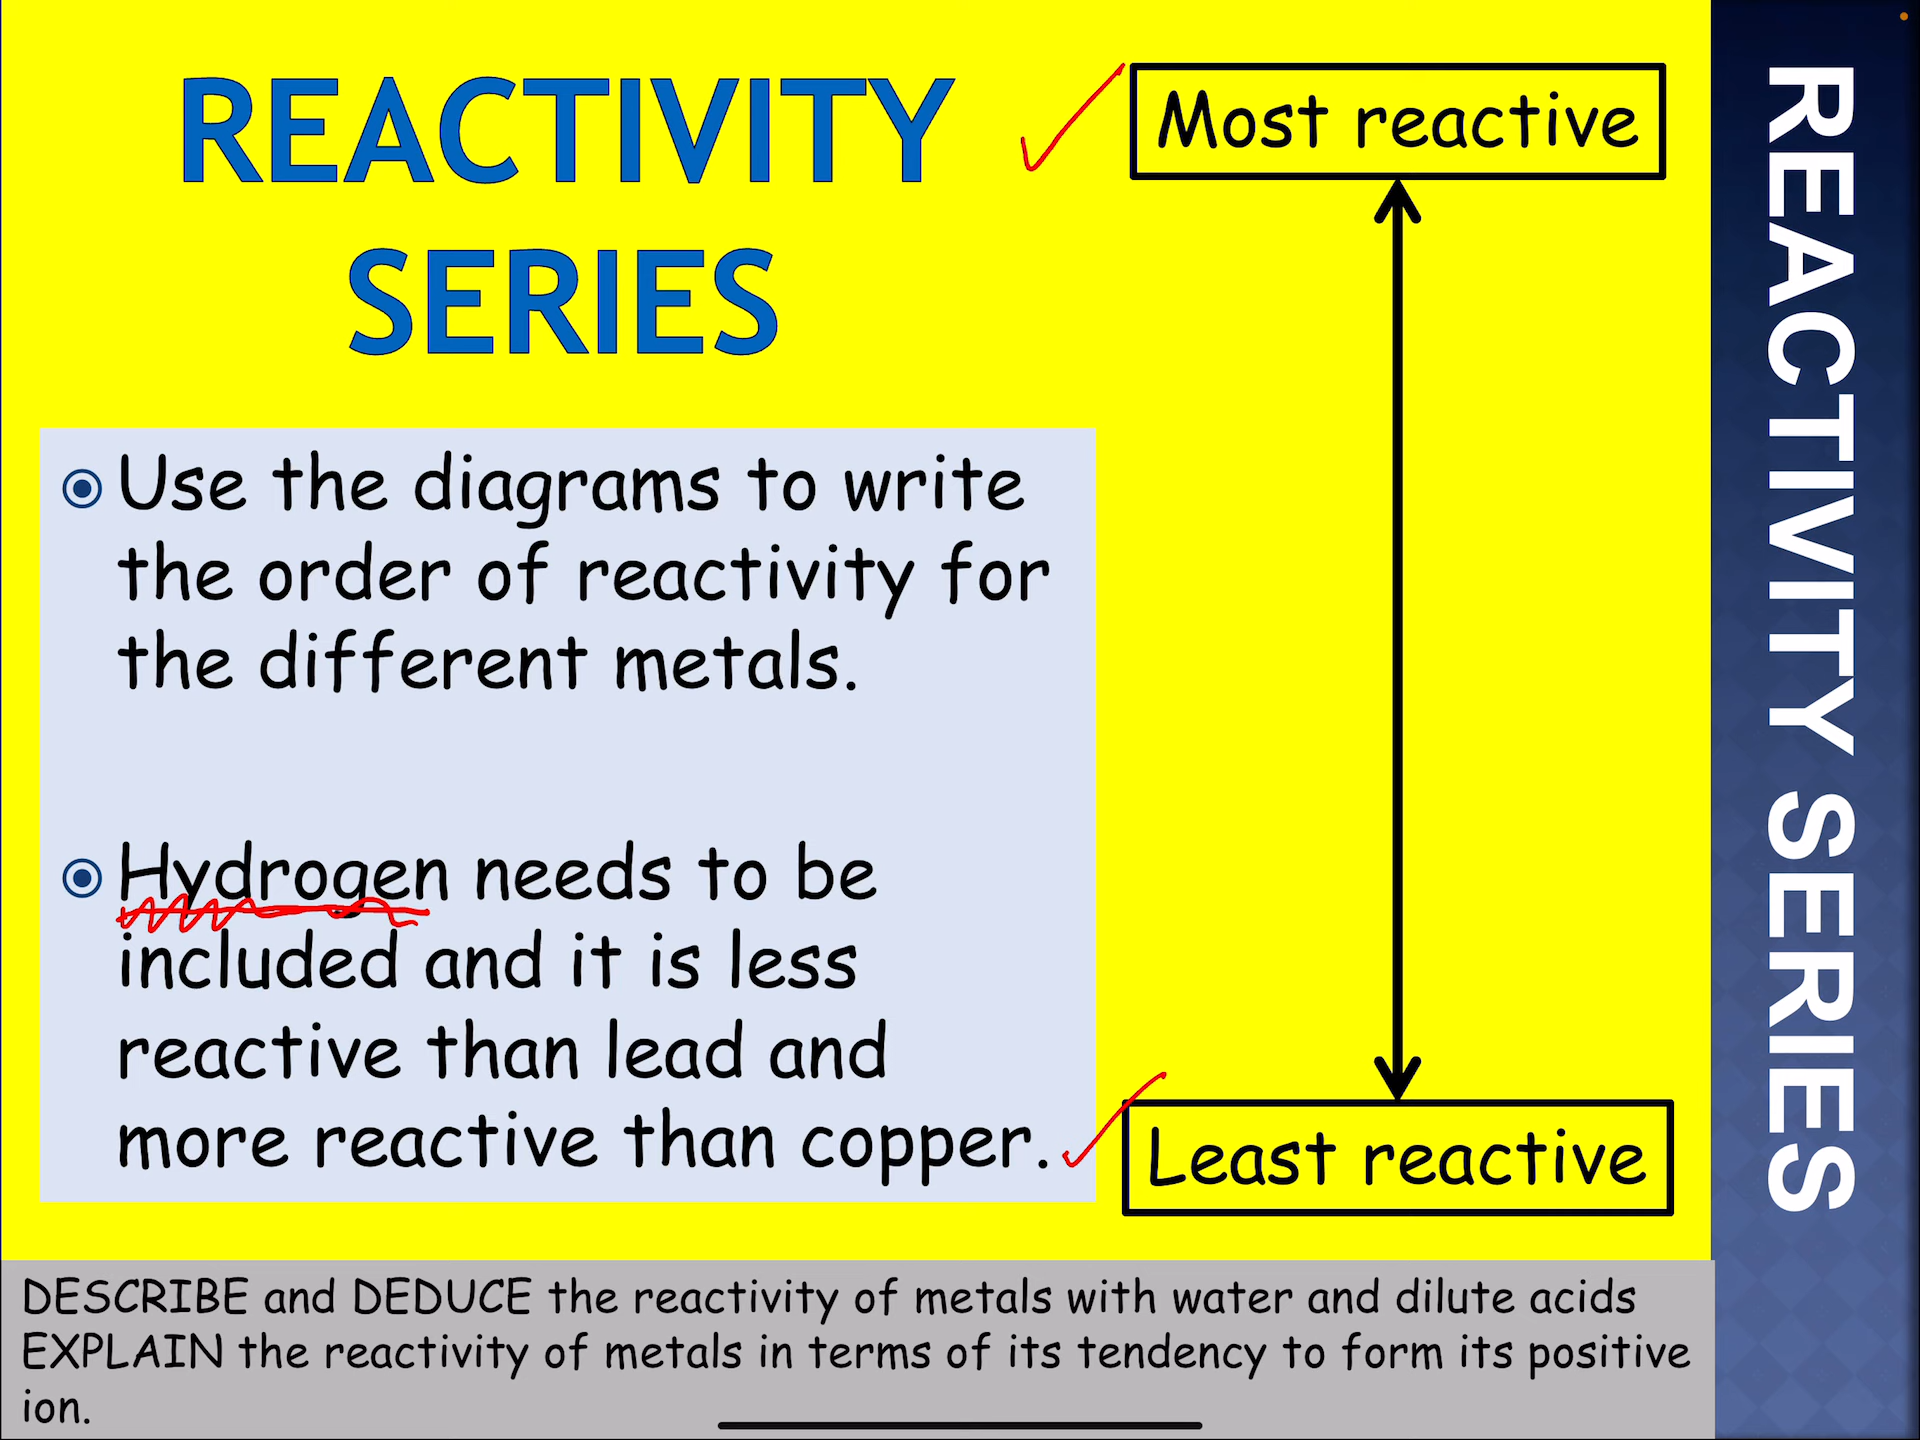 REACTIVITY
SERIES
Most reactive
Use the diagrams to write
the order of reactivity for
the different metals.
Hydrogen needs to be
included and it is less
reactive than lead and
more reactive than copper.
Least reactive
REACTIVITY SERIES
DESCRIBE and DEDUCE the reactivity of metals with water and dilute acids
EXPLAIN the reactivity of metals in terms of its tendency to form its positive
ion.